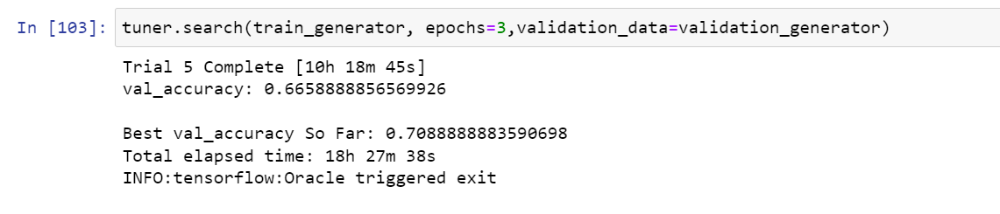 In [103]: tuner.search(train_generator, epochs=3,validation_data=validation_generator)
Trial 5 Complete [10h 18m 45s]
val_accuracy: 0.6658888856569926
Best val_accuracy So Far: 0.7088888883590698
Total elapsed time: 18h 27m 38s
INFO:tensorflow:Oracle triggered exit